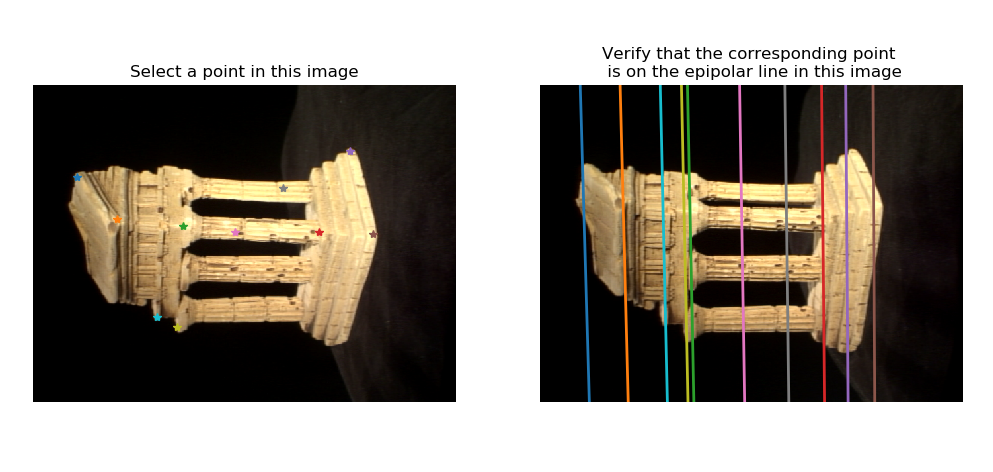 Select a point in this image
Verify that the corresponding point
is on the epipolar line in this image